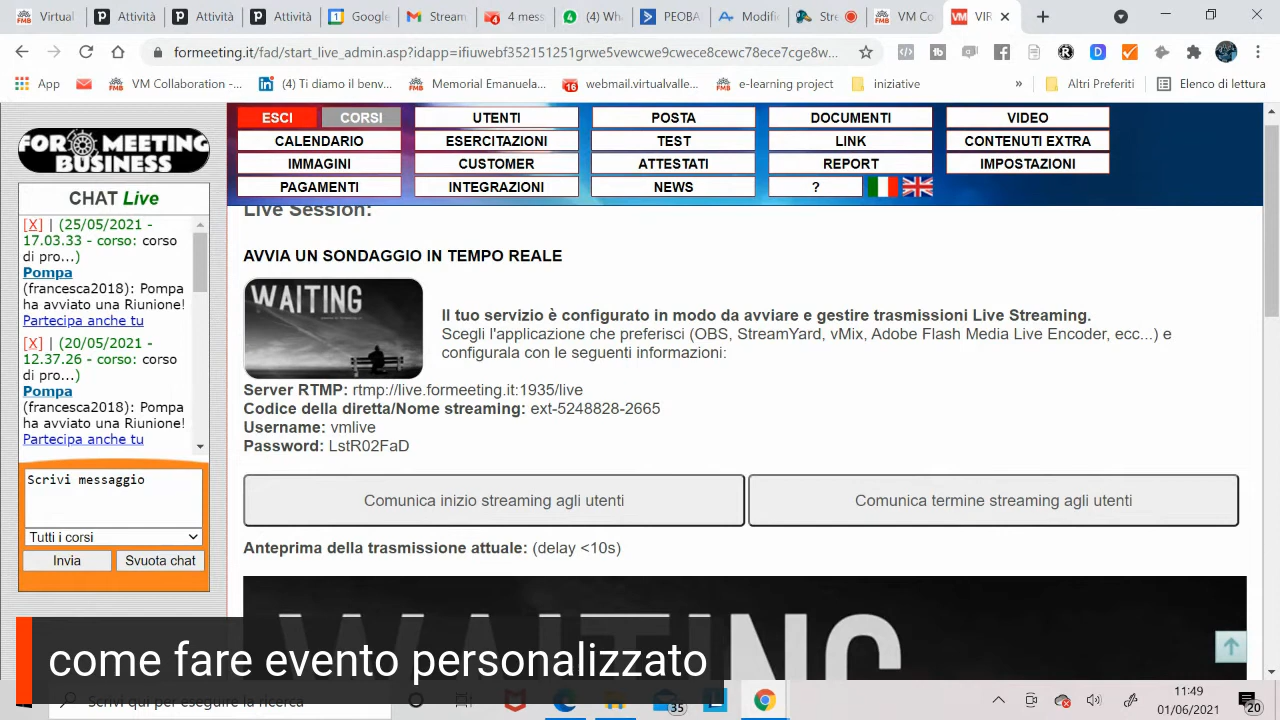 Virtual
Attività
Attività
Attività
Google
Stream
4 Mess
(4) Wha
PEOBA
Modific
Stre
VM Co
VIR
formeeting.it/fad/start_live_admin.asp?idapp=ifiuwebf352151251grwe5vewcwe9cwece8cewc78ece7cge8w...
App
VM Collaboration -...
(4) Ti diamo il benv...
Memorial Emanuela...
webmail.virtualvalle...
e-learning project
iniziative
»
Altri Preferiti
Elenco di lettura
FOR MEETING
BUSINESS
ESCI
CORSI
UTENTI
POSTA
DOCUMENTI
VIDEO
CALENDARIO
ESERCITAZIONI
TEST
LINK
CONTENUTI EXTRA
IMMAGINI
CUSTOMER
ATTESTATI
REPORT
IMPOSTAZIONI
PAGAMENTI
INTEGRAZIONI
NEWS
?
CHAT Live
[X] | (25/05/2021 -
17.03.33 - corso: corso
di pro...)
Pompa
(francesca2018): Pompa
ha avviato una Riunione!
Partecipa anche tu
[X] | (20/05/2021 -
12.37.26 - corso: corso
di pro...)
Pompa
(francesca2018): Pompa
ha avviato una Riunione!
Partecipa anche tu
Scrivi messaggio
Tutti i corsi
Invia
Svuota chat
Live Session:
AVVIA UN SONDAGGIO IN TEMPO REALE
WAITING
Il tuo servizio è configurato in modo da avviare e gestire trasmissioni Live Streaming.
Scegli l'applicazione che preferisci (OBS, StreamYard, vMix, Adobe Flash Media Live Encoder, ecc...) e
configurala con le seguenti informazioni:
Server RTMP: rtmp://live.formeeting.it:1935/live
Codice della diretta/Nome streaming: ext-5248828-2665
Username: vmlive
Password: LstR02FaD
Comunica inizio streaming agli utenti
Comunica termine streaming agli utenti
Anteprima della trasmissione attuale: (delay <10s)
WAITING
come fare evento personalizzato
Scrivi qui per eseguire la ricerca
35
11:49
01/06/2021
20